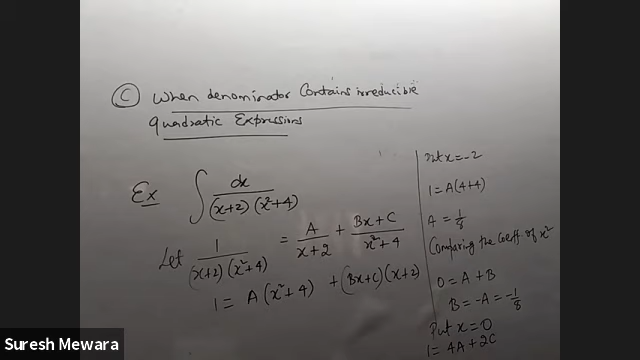 (C) When denominator Contains irreducible
Quadratic Expressions
Ex ∫ dx / (x+2)(x²+4)
Let 1 / (x+2)(x²+4) = A / x+2 + Bx+C / x²+4
1 = A(x²+4) + (Bx+C)(x+2)
Put x=-2
1 = A(4+4)
A = 1/8
Comparing the Coeff of x²
0 = A+B
B = -A = -1/8
Put x=0
1 = 4A + 2C
Suresh Mewara